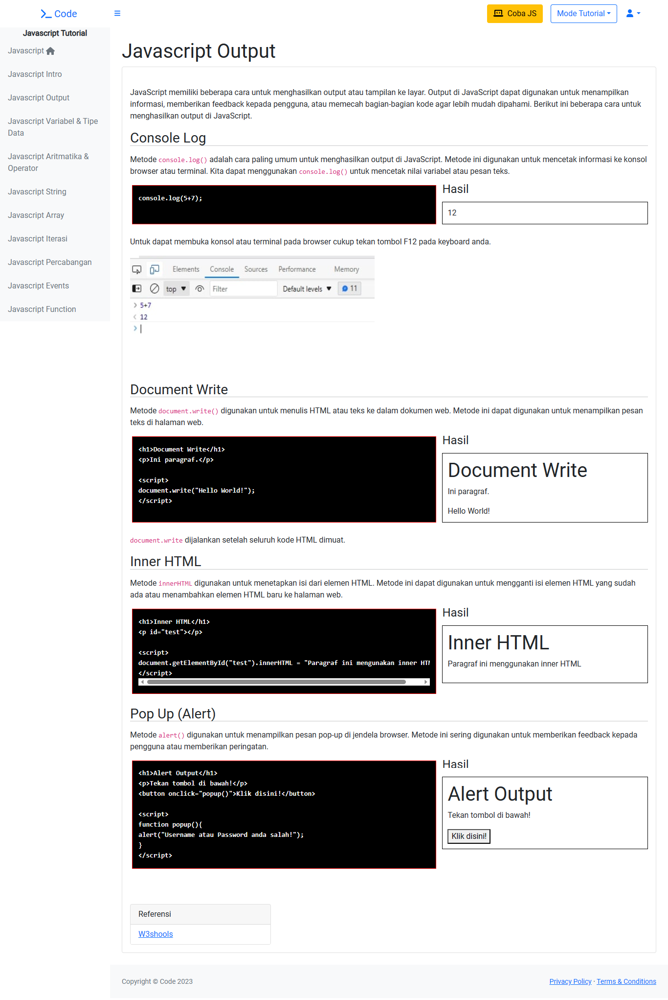 Code
Coba JS
Mode Tutorial
Javascript Tutorial
Javascript
Javascript Intro
Javascript Output
Javascript Variabel & Tipe
Data
Javascript Aritmatika &
Operator
Javascript String
Javascript Array
Javascript Iterasi
Javascript Percabangan
Javascript Events
Javascript Function
Javascript Output
JavaScript memiliki beberapa cara untuk menghasilkan output atau tampilan ke layar. Output di JavaScript dapat digunakan untuk menampilkan
informasi, memberikan feedback kepada pengguna, atau memecah bagian-bagian kode agar lebih mudah dipahami. Berikut ini beberapa cara untuk
menghasilkan output di JavaScript.
Console Log
Metode console.log() adalah cara paling umum untuk menghasilkan output di JavaScript. Metode ini digunakan untuk mencetak informasi ke konsol
browser atau terminal. Kita dapat menggunakan console.log() untuk mencetak nilai variabel atau pesan teks.
console.log(5+7);
Hasil
12
Untuk dapat membuka konsol atau terminal pada browser cukup tekan tombol F12 pada keyboard anda.
Elements Console Sources Performance Memory
top Filter Default levels 11
5+7
12
Document Write
Metode document.write() digunakan untuk menulis HTML atau teks ke dalam dokumen web. Metode ini dapat digunakan untuk menampilkan pesan
teks di halaman web.
<h1>Document Write</h1>
<p>Ini paragraf.</p>
<script>
document.write("Hello World!");
</script>
Hasil
Document Write
Ini paragraf.
Hello World!
document.write dijalankan setelah seluruh kode HTML dimuat.
Inner HTML
Metode innerHTML digunakan untuk menetapkan isi dari elemen HTML. Metode ini dapat digunakan untuk mengganti isi elemen HTML yang sudah
ada atau menambahkan elemen HTML baru ke halaman web.
<h1>Inner HTML</h1>
<p id="test"></p>
<script>
document.getElementById("test").innerHTML = "Paragraf ini mengunakan inner HTM
</script>
Hasil
Inner HTML
Paragraf ini menggunakan inner HTML
Pop Up (Alert)
Metode alert() digunakan untuk menampilkan pesan pop-up di jendela browser. Metode ini sering digunakan untuk memberikan feedback kepada
pengguna atau memberikan peringatan.
<h1>Alert Output</h1>
<p>Tekan tombol di bawah!</p>
<button onclick="popup()">Klik disini!</button>
<script>
function popup(){
alert("Username atau Password anda salah!");
}
</script>
Hasil
Alert Output
Tekan tombol di bawah!
Klik disini!
Referensi
W3shools
Copyright © Code 2023
Privacy Policy · Terms & Conditions